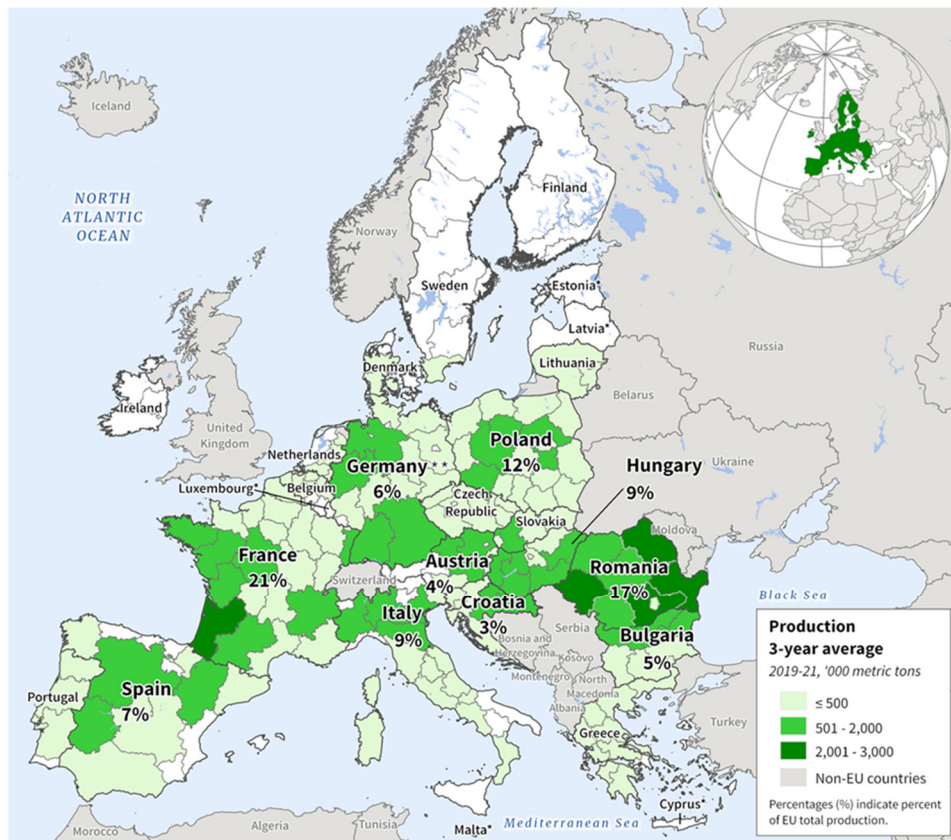 Iceland
NORTH
ATLANTIC
OCEAN
Norway
Finland
Sweden
Estonia*
Latvia*
Russia
Denmark
Lithuania
Ireland
United
Kingdom
Belarus
Netherlands
Poland
12%
Germany**
6%
Luxembourg*
Belgium
Hungary
9%
Ukraine
Czech
Republic
Slovakia
Moldova
France
21%
Austria
4%
Romania
17%
Switzerland
Italy
9%
Croatia
3%
Black Sea
Bosnia and
Herzegovina
Serbia
Bulgaria
5%
Kosovo
Montenegro
North
Macedonia
Albania
Portugal
Spain
7%
Greece
Turkey
Cyprus*
Morocco
Algeria
Tunisia
Malta*
Mediterranean Sea
Production
3-year average
2019-21, '000 metric tons
≤ 500
501 - 2,000
2,001 - 3,000
Non-EU countries
Percentages (%) indicate percent
of EU total production.